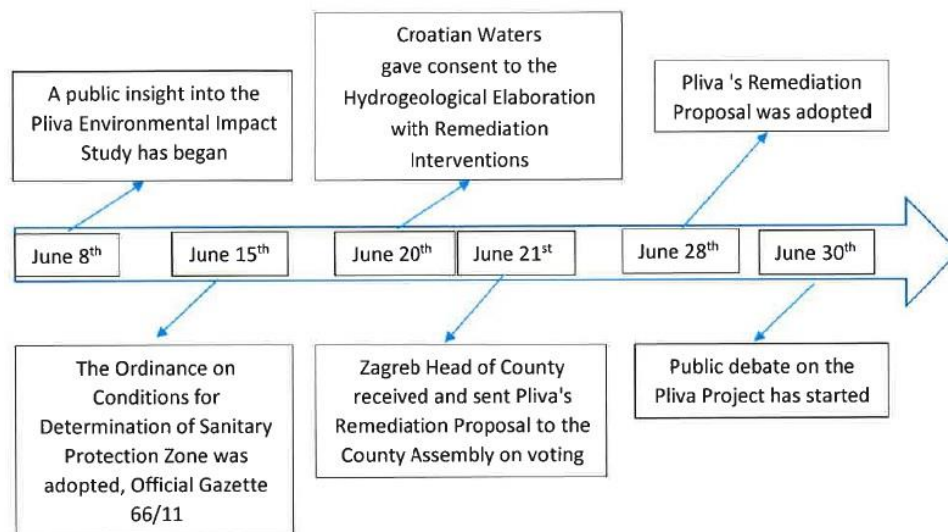 A public insight into the
Pliva Environmental Impact
Study has began
Croatian Waters
gave consent to the
Hydrogeological Elaboration
with Remediation
Interventions
Pliva 's Remediation
Proposal was adopted
June 8th
June 15th
June 20th
June 21st
June 28th
June 30th
The Ordinance on
Conditions for
Determination of Sanitary
Protection Zone was
adopted, Official Gazette
66/11
Zagreb Head of County
received and sent Pliva's
Remediation Proposal to the
County Assembly on voting
Public debate on the
Pliva Project has started